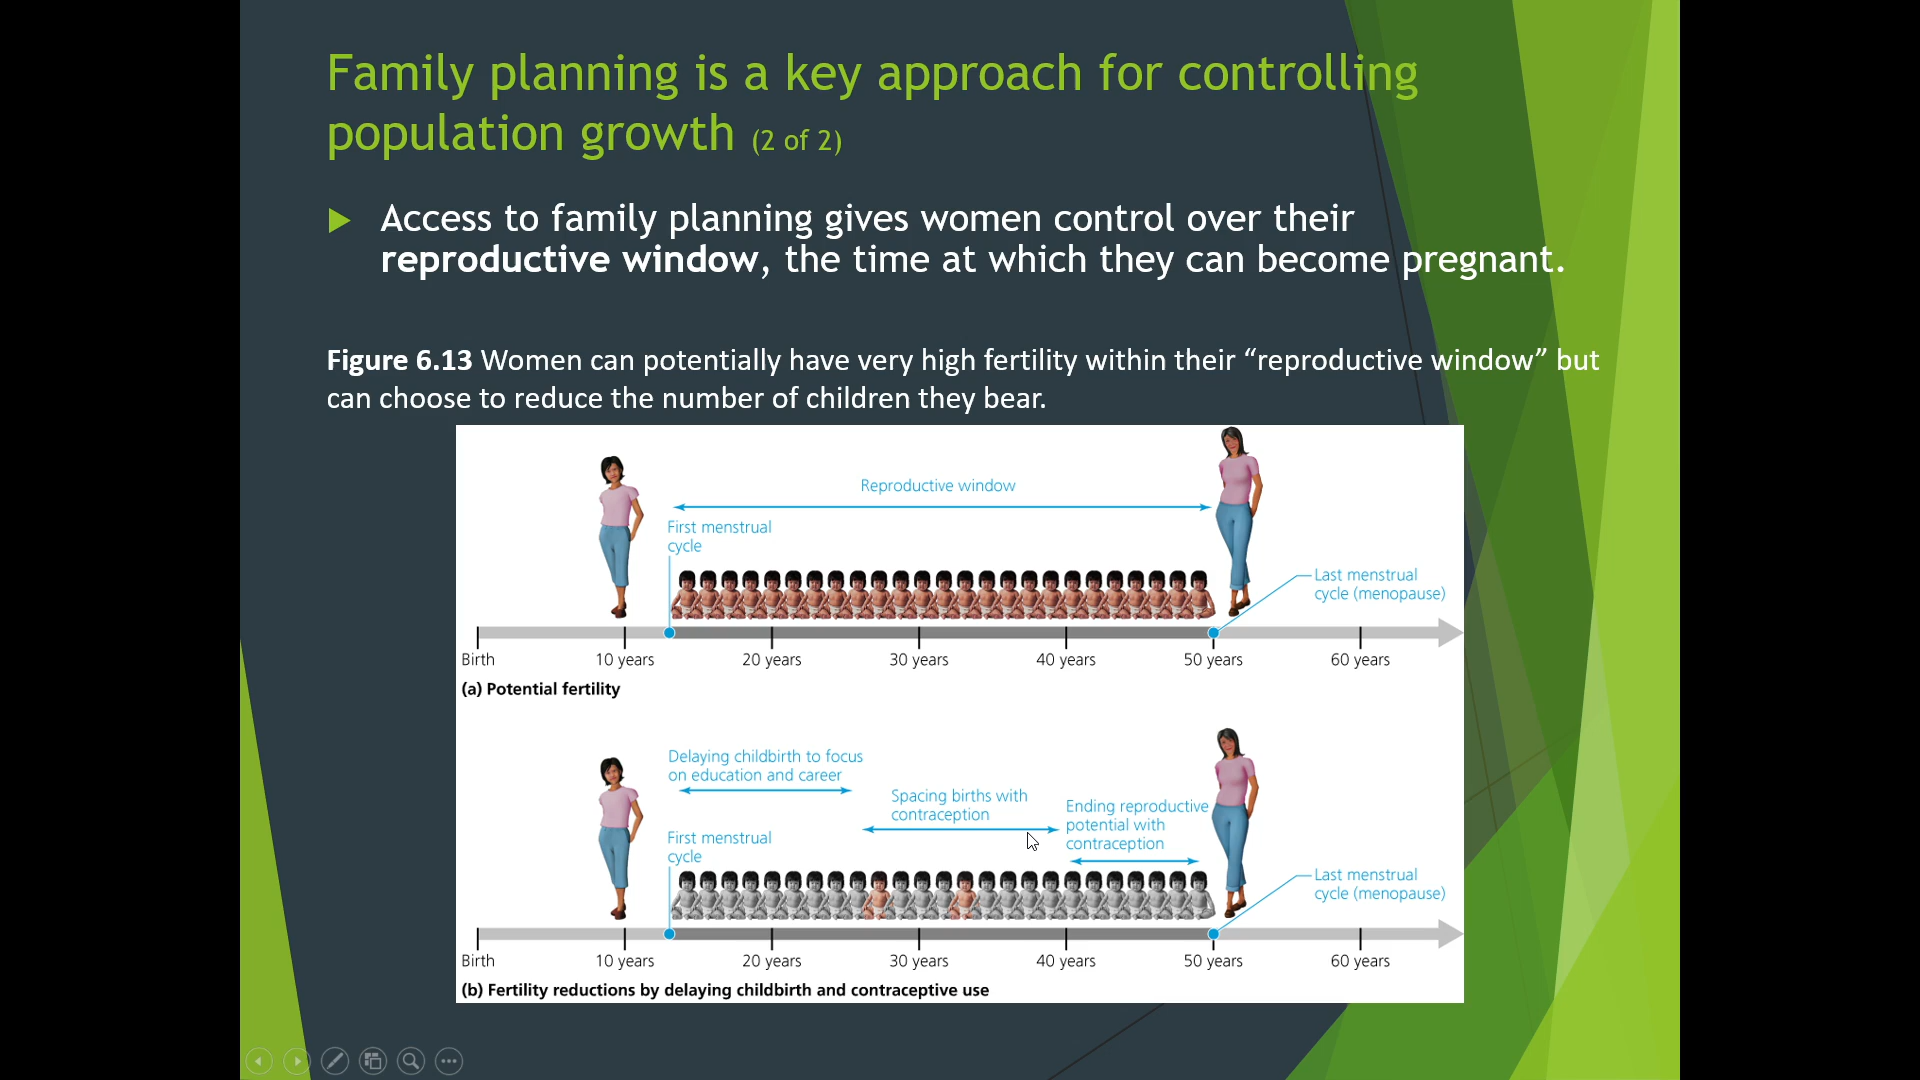 Family planning is a key approach for controlling
population growth (2 of 2)
Access to family planning gives women control over their
reproductive window, the time at which they can become pregnant.
Figure 6.13 Women can potentially have very high fertility within their “reproductive window” but
can choose to reduce the number of children they bear.
Reproductive window
First menstrual
cycle
Last menstrual
cycle (menopause)
Birth 10 years 20 years 30 years 40 years 50 years 60 years
(a) Potential fertility
Delaying childbirth to focus
on education and career
Spacing births with
contraception
Ending reproductive
potential with
contraception
First menstrual
cycle
Last menstrual
cycle (menopause)
Birth 10 years 20 years 30 years 40 years 50 years 60 years
(b) Fertility reductions by delaying childbirth and contraceptive use